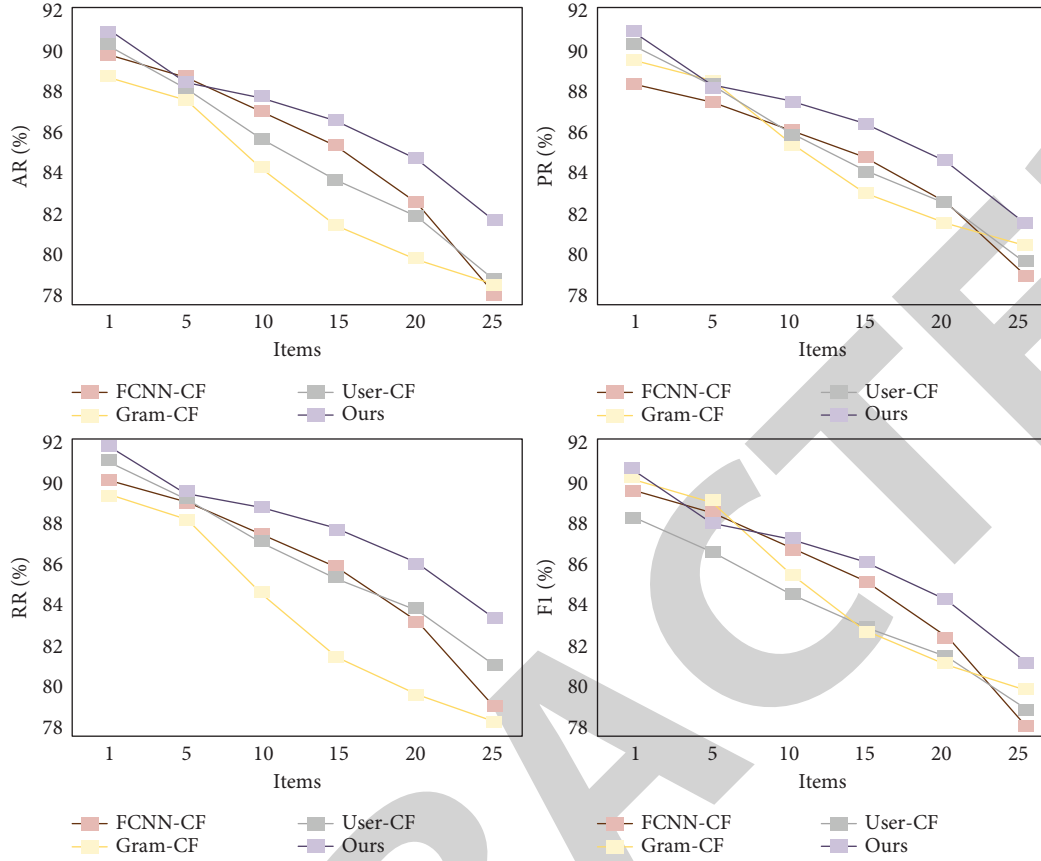 92
90
88
86
84
82
80
78
AR (%)
1 5 10 15 20 25
Items
FCNN-CF User-CF
Gram-CF Ours
92
90
88
86
84
82
80
78
PR (%)
1 5 10 15 20 25
Items
FCNN-CF User-CF
Gram-CF Ours
92
90
88
86
84
82
80
78
RR (%)
1 5 10 15 20 25
Items
FCNN-CF User-CF
Gram-CF Ours
92
90
88
86
84
82
80
78
F1 (%)
1 5 10 15 20 25
Items
FCNN-CF User-CF
Gram-CF Ours
ACTE